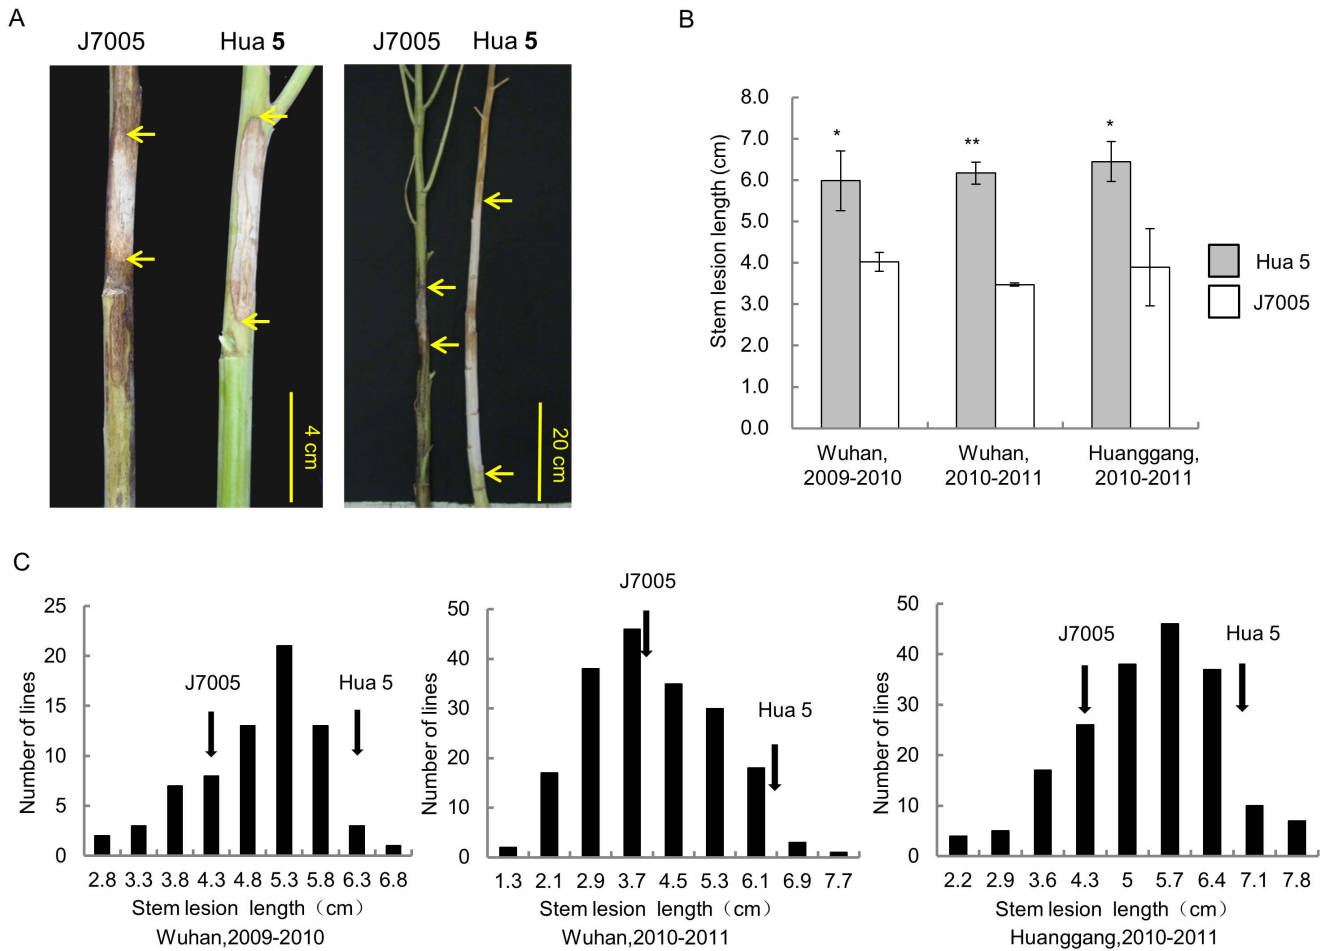 A
J7005
Hua 5
J7005
Hua 5
4 cm
20 cm
B
Stem lesion length (cm)
8.0
7.0
6.0
5.0
4.0
3.0
2.0
1.0
0.0
*
**
*
Wuhan,
2009-2010
Wuhan,
2010-2011
Huanggang,
2010-2011
Hua 5
J7005
C
Number of lines
25
20
15
10
5
0
J7005
Hua 5
2.8 3.3 3.8 4.3 4.8 5.3 5.8 6.3 6.8
Stem lesion length（cm）
Wuhan,2009-2010
Number of lines
50
40
30
20
10
0
J7005
Hua 5
1.3 2.1 2.9 3.7 4.5 5.3 6.1 6.9 7.7
Stem lesion length（cm）
Wuhan,2010-2011
Number of lines
50
40
30
20
10
0
J7005
Hua 5
2.2 2.9 3.6 4.3 5 5.7 6.4 7.1 7.8
Stem lesion length（cm）
Huanggang,2010-2011